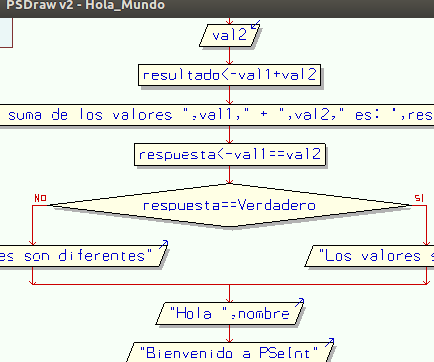 PSDraw v2 - Hola_Mundo
val2
resultado<-val1+val2
suma de los valores ",val1," + ",val2," es: ",res
respuesta<-val1==val2
NO
respuesta==Verdadero
SI
es son diferentes"
"Los valores s
"Hola ",nombre
"Bienvenido a PSeInt"